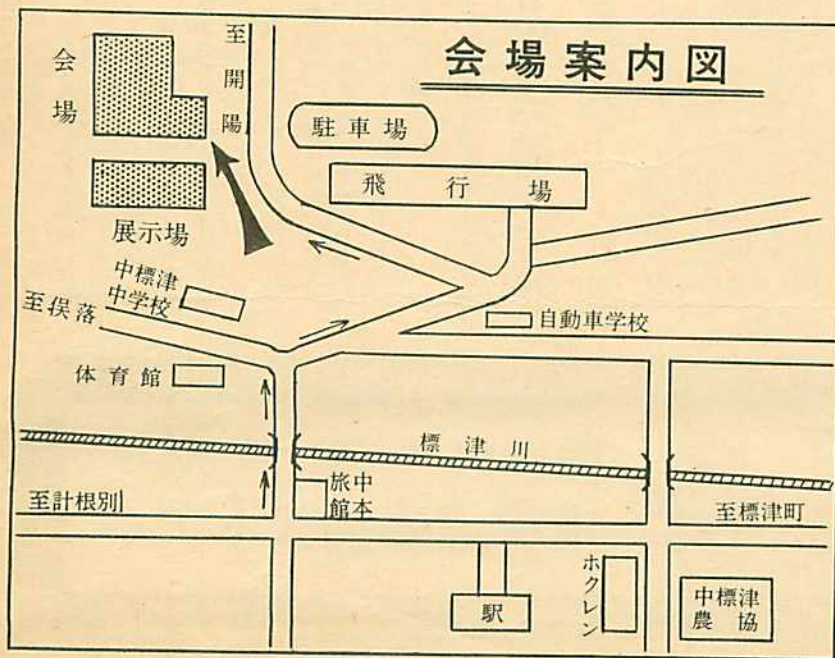 会場案内図
会場
至開陽
駐車場
飛行場
展示場
中標津
中学校
至俣落
自動車学校
体育館
標津川
中本
旅館
至計根別
至標津町
駅
ホクレン
中標津
農協